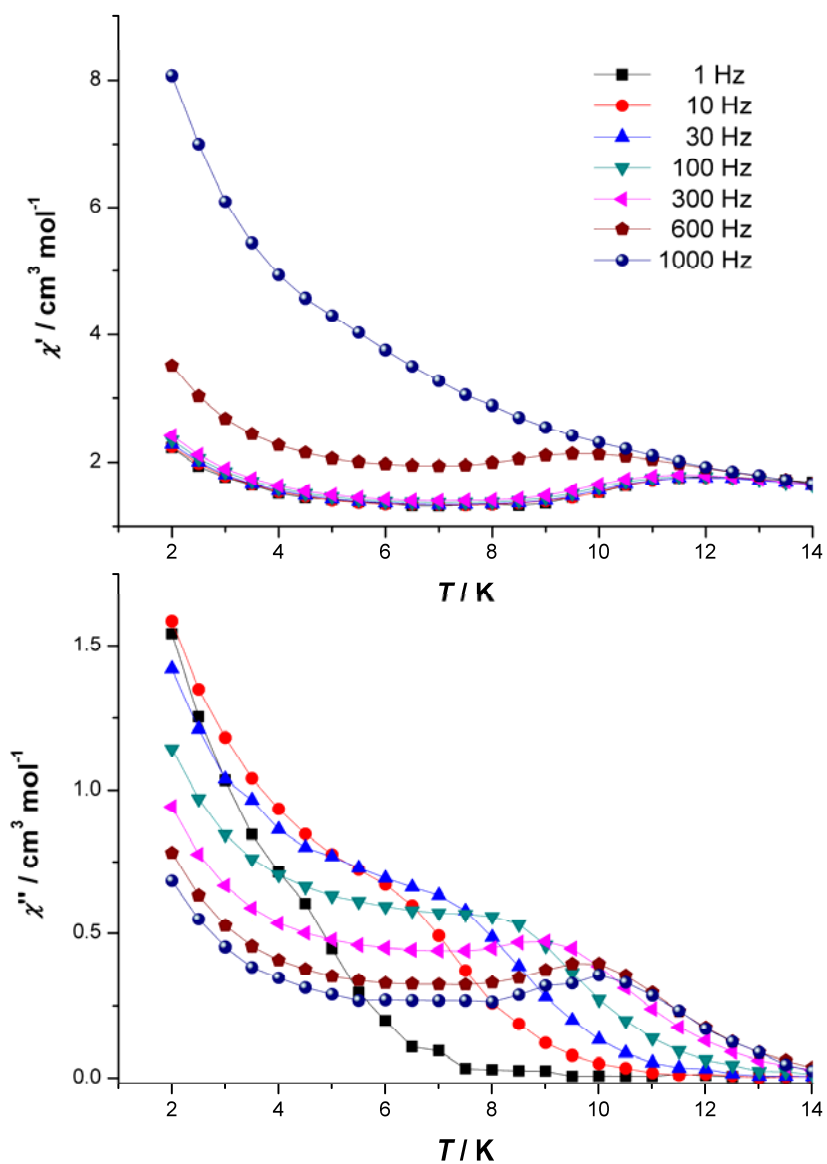 8
6
4
2
χ' / cm³ mol⁻¹
1 Hz
10 Hz
30 Hz
100 Hz
300 Hz
600 Hz
1000 Hz
2 4 6 8 10 12 14
T / K
1.5
1.0
0.5
0.0
χ'' / cm³ mol⁻¹
2 4 6 8 10 12 14
T / K